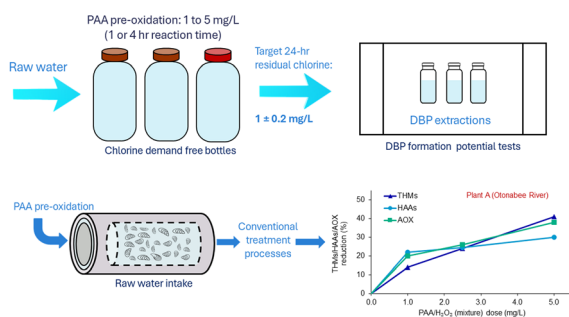 PAA pre-oxidation: 1 to 5 mg/L
(1 or 4 hr reaction time)
Raw water
Target 24-hr
residual chlorine:
1 ± 0.2 mg/L
Chlorine demand free bottles
DBP extractions
DBP formation potential tests
PAA pre-oxidation
Raw water intake
Conventional
treatment
processes
THMs/HAAs/AOX
reduction (%)
50
40
30
20
10
0
THMs
HAAs
AOX
Plant A (Otonabee River)
0.0 1.0 2.0 3.0 4.0 5.0
PAA/H₂O₂ (mixture) dose (mg/L)